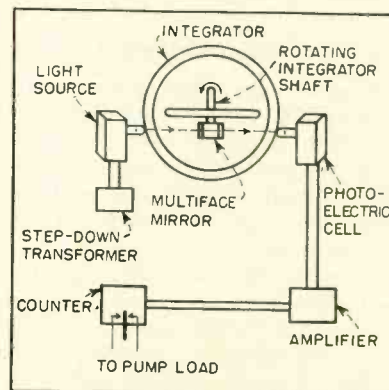 INTEGRATOR
ROTATING
INTEGRATOR
SHAFT
LIGHT
SOURCE
MULTIFACE
MIRROR
PHOTO-
ELECTRIC
CELL
STEP-DOWN
TRANSFORMER
COUNTER
AMPLIFIER
TO PUMP LOAD